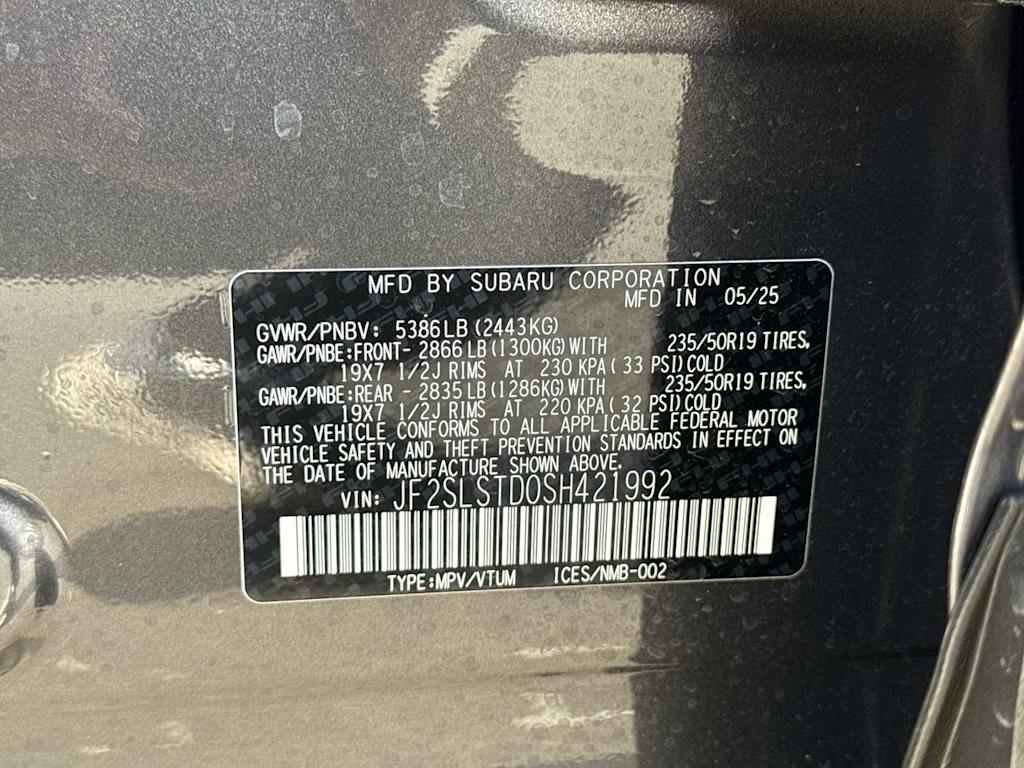 MFD BY SUBARU CORPORATION
MFD IN 05/25
GVWR/PNBV: 5386LB(2443KG)
GAWR/PNBE:FRONT- 2866LB(1300KG)WITH 235/50R19 TIRES,
19X7 1/2J RIMS AT 230 KPA( 33 PSI)COLD
GAWR/PNBE:REAR - 2835LB(1286KG)WITH 235/50R19 TIRES,
19X7 1/2J RIMS AT 220 KPA( 32 PSI)COLD
THIS VEHICLE CONFORMS TO ALL APPLICABLE FEDERAL MOTOR
VEHICLE SAFETY AND THEFT PREVENTION STANDARDS IN EFFECT ON
THE DATE OF MANUFACTURE SHOWN ABOVE.
VIN: JF2SLSTD0SH421992
TYPE:MPV/VTUM ICES/NMB-002